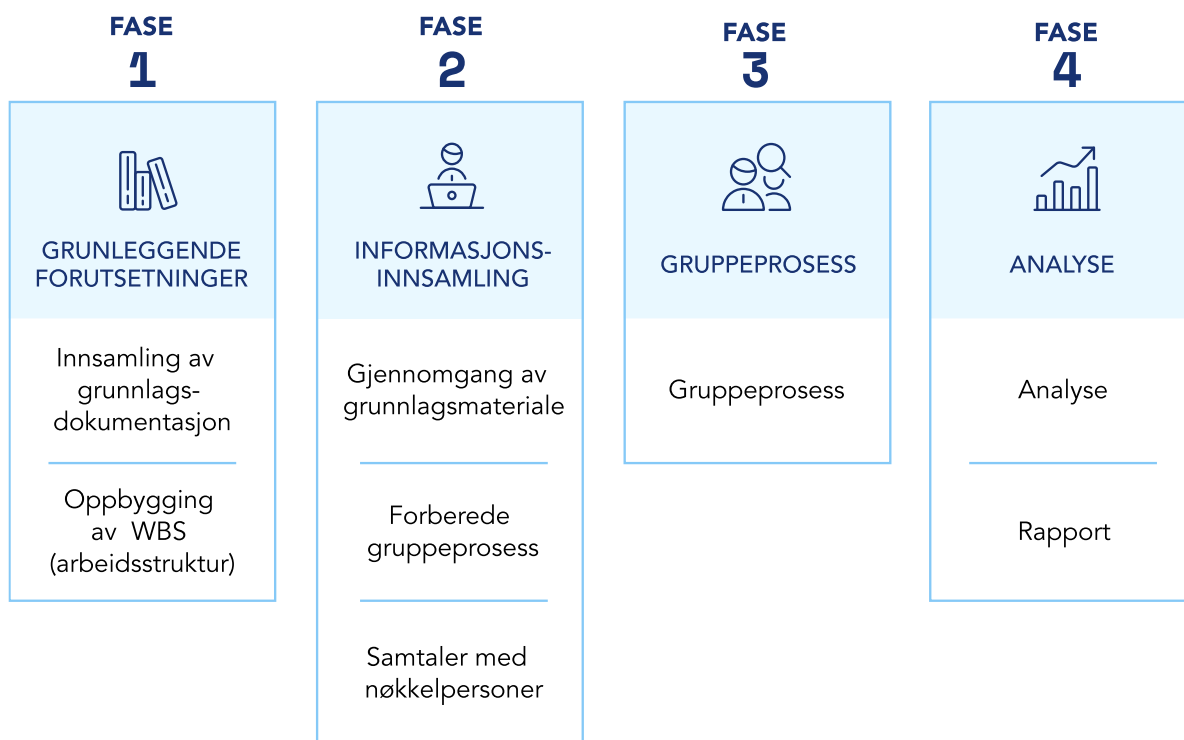 FASE
1
GRUNLEGGENDE
FORUTSETNINGER
Innsamling av
grunnlags-
dokumentasjon
Oppbygging
av WBS
(arbeidsstruktur)
FASE
2
INFORMASJONS-
INNSAMLING
Gjennomgang av
grunnlagsmateriale
Forberede
gruppeprosess
Samtaler med
nøkkelpersoner
FASE
3
GRUPPEPROSESS
Gruppeprosess
FASE
4
ANALYSE
Analyse
Rapport